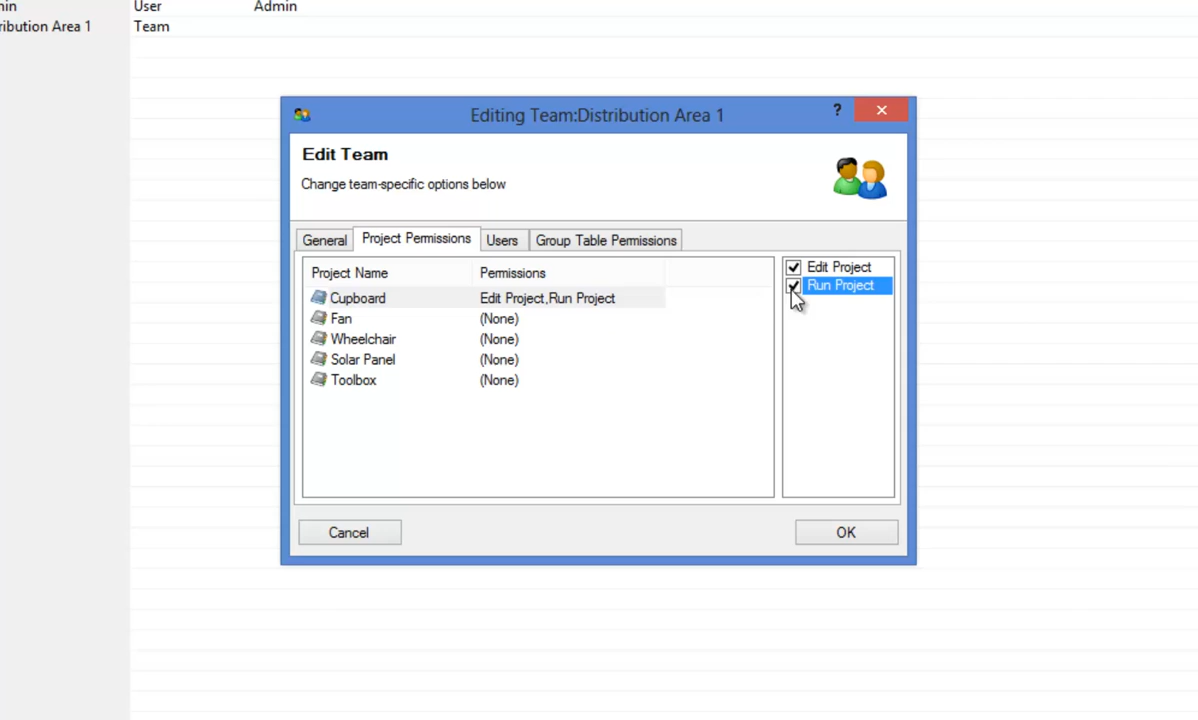 User Admin
ribution Area 1 Team
Editing Team:Distribution Area 1 ?
Edit Team
Change team-specific options below
General Project Permissions Users Group Table Permissions
Project Name Permissions
Edit Project
Run Project
Cupboard Edit Project,Run Project
Fan (None)
Wheelchair (None)
Solar Panel (None)
Toolbox (None)
Cancel OK